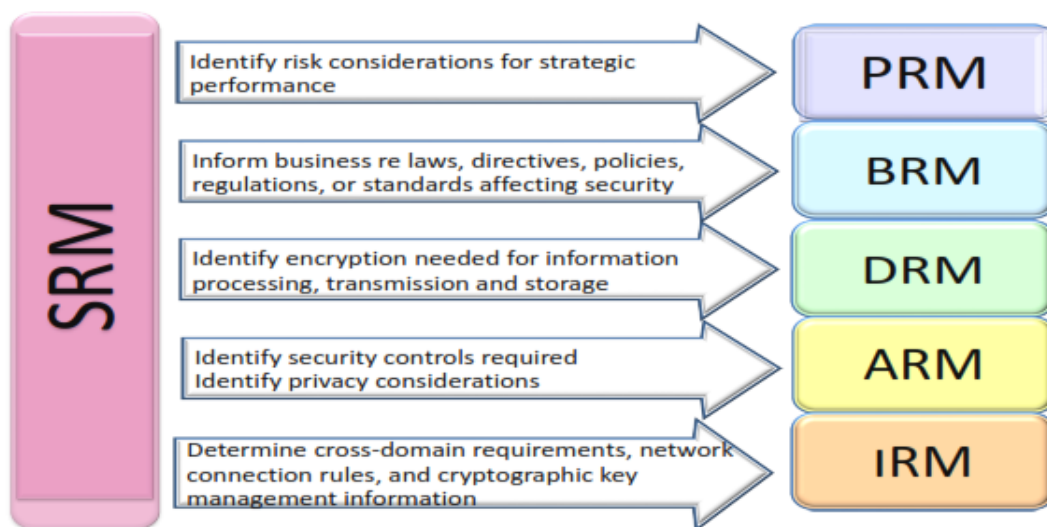 SRM
Identify risk considerations for strategic
performance
PRM
Inform business re laws, directives, policies,
regulations, or standards affecting security
BRM
Identify encryption needed for information
processing, transmission and storage
DRM
Identify security controls required
Identify privacy considerations
ARM
Determine cross-domain requirements, network
connection rules, and cryptographic key
management information
IRM